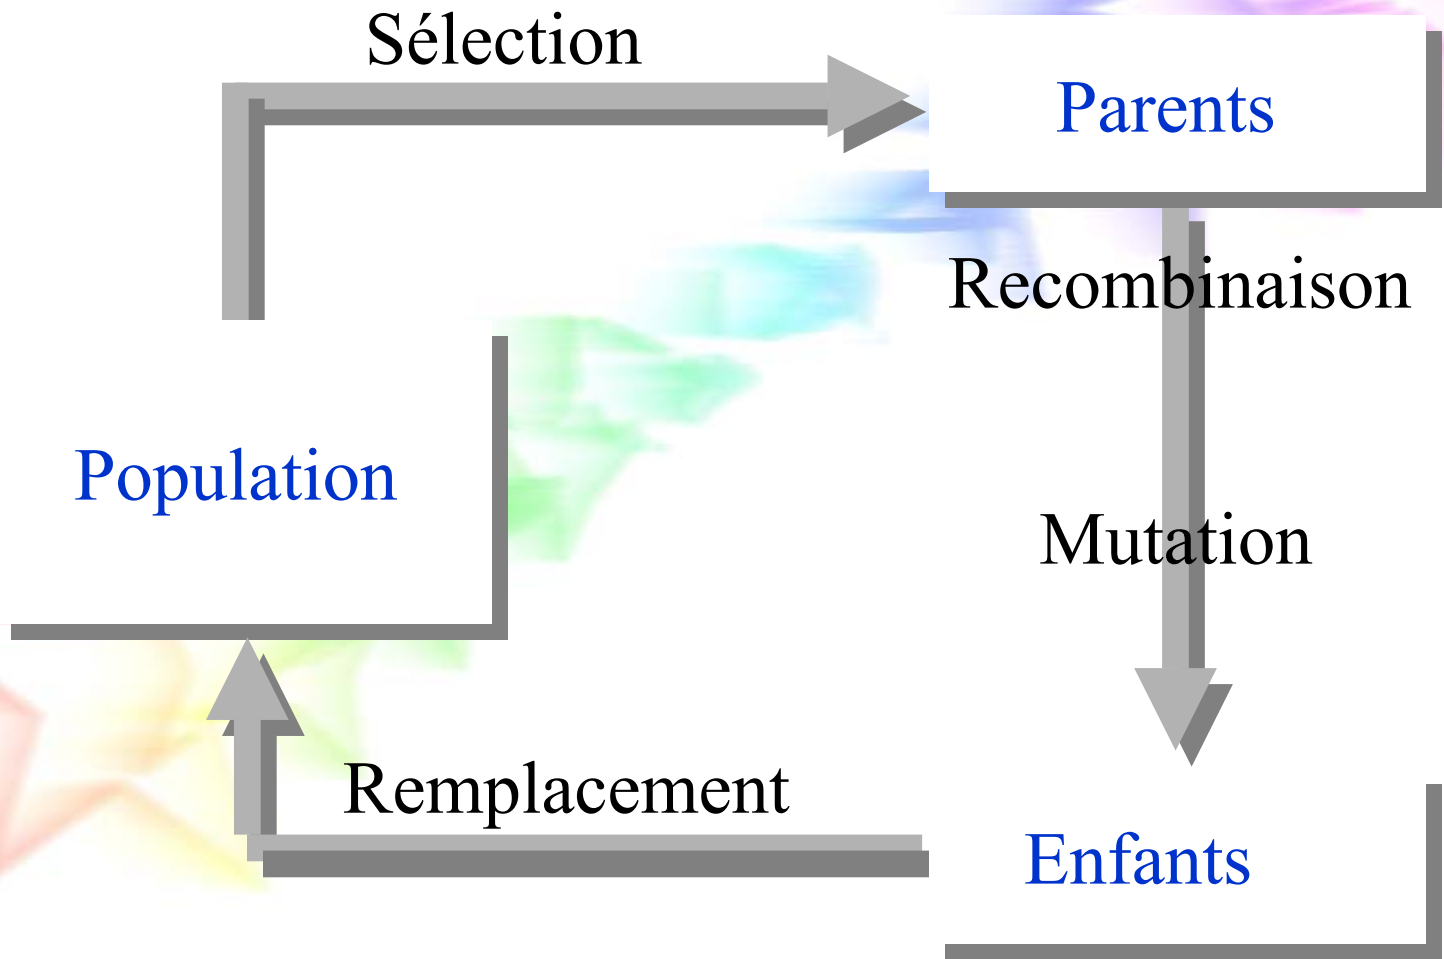 Sélection
Parents
Recombinaison
Population
Mutation
Remplacement
Enfants